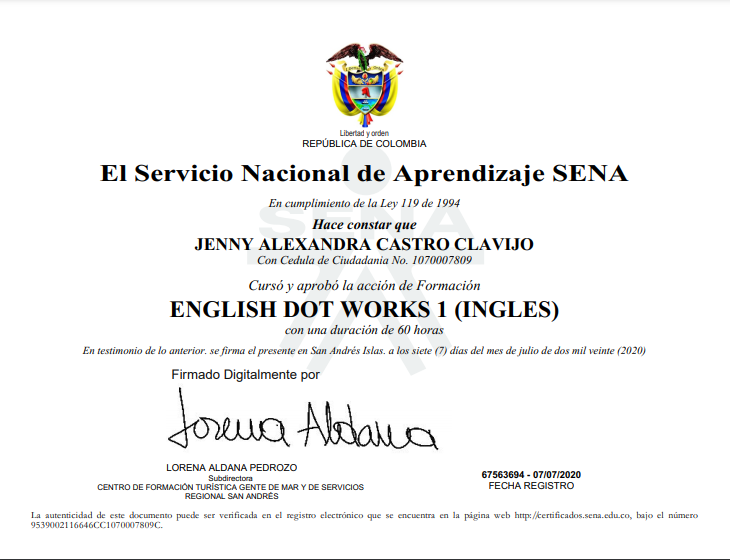 Libertad y orden
REPÚBLICA DE COLOMBIA
El Servicio Nacional de Aprendizaje SENA
En cumplimiento de la Ley 119 de 1994
SENA
Hace constar que
JENNY ALEXANDRA CASTRO CLAVIJO
Con Cedula de Ciudadania No. 1070007809
Cursó y aprobó la acción de Formación
ENGLISH DOT WORKS 1 (INGLES)
con una duración de 60 horas
En testimonio de lo anterior. se firma el presente en San Andrés Islas. a los siete (7) días del mes de julio de dos mil veinte (2020)
Firmado Digitalmente por
Lorena Aldana
LORENA ALDANA PEDROZO
Subdirectora
CENTRO DE FORMACIÓN TURÍSTICA GENTE DE MAR Y DE SERVICIOS
REGIONAL SAN ANDRÉS
67563694 - 07/07/2020
FECHA REGISTRO
La autenticidad de este documento puede ser verificada en el registro electrónico que se encuentra en la página web http://certificados.sena.edu.co, bajo el número
9539002116646CC1070007809C.